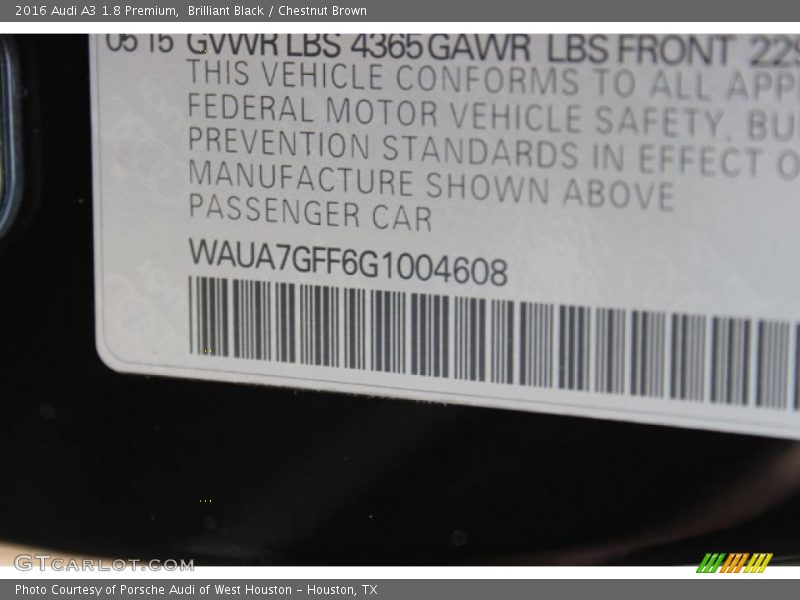 2016 Audi A3 1.8 Premium, Brilliant Black / Chestnut Brown
05 15 GVWR LBS 4365 GAWR LBS FRONT
THIS VEHICLE CONFORMS TO ALL APP
FEDERAL MOTOR VEHICLE SAFETY, BU
PREVENTION STANDARDS IN EFFECT O
MANUFACTURE SHOWN ABOVE
PASSENGER CAR
WAUA7GFF6G1004608
GTCARLOT.COM
Photo Courtesy of Porsche Audi of West Houston - Houston, TX